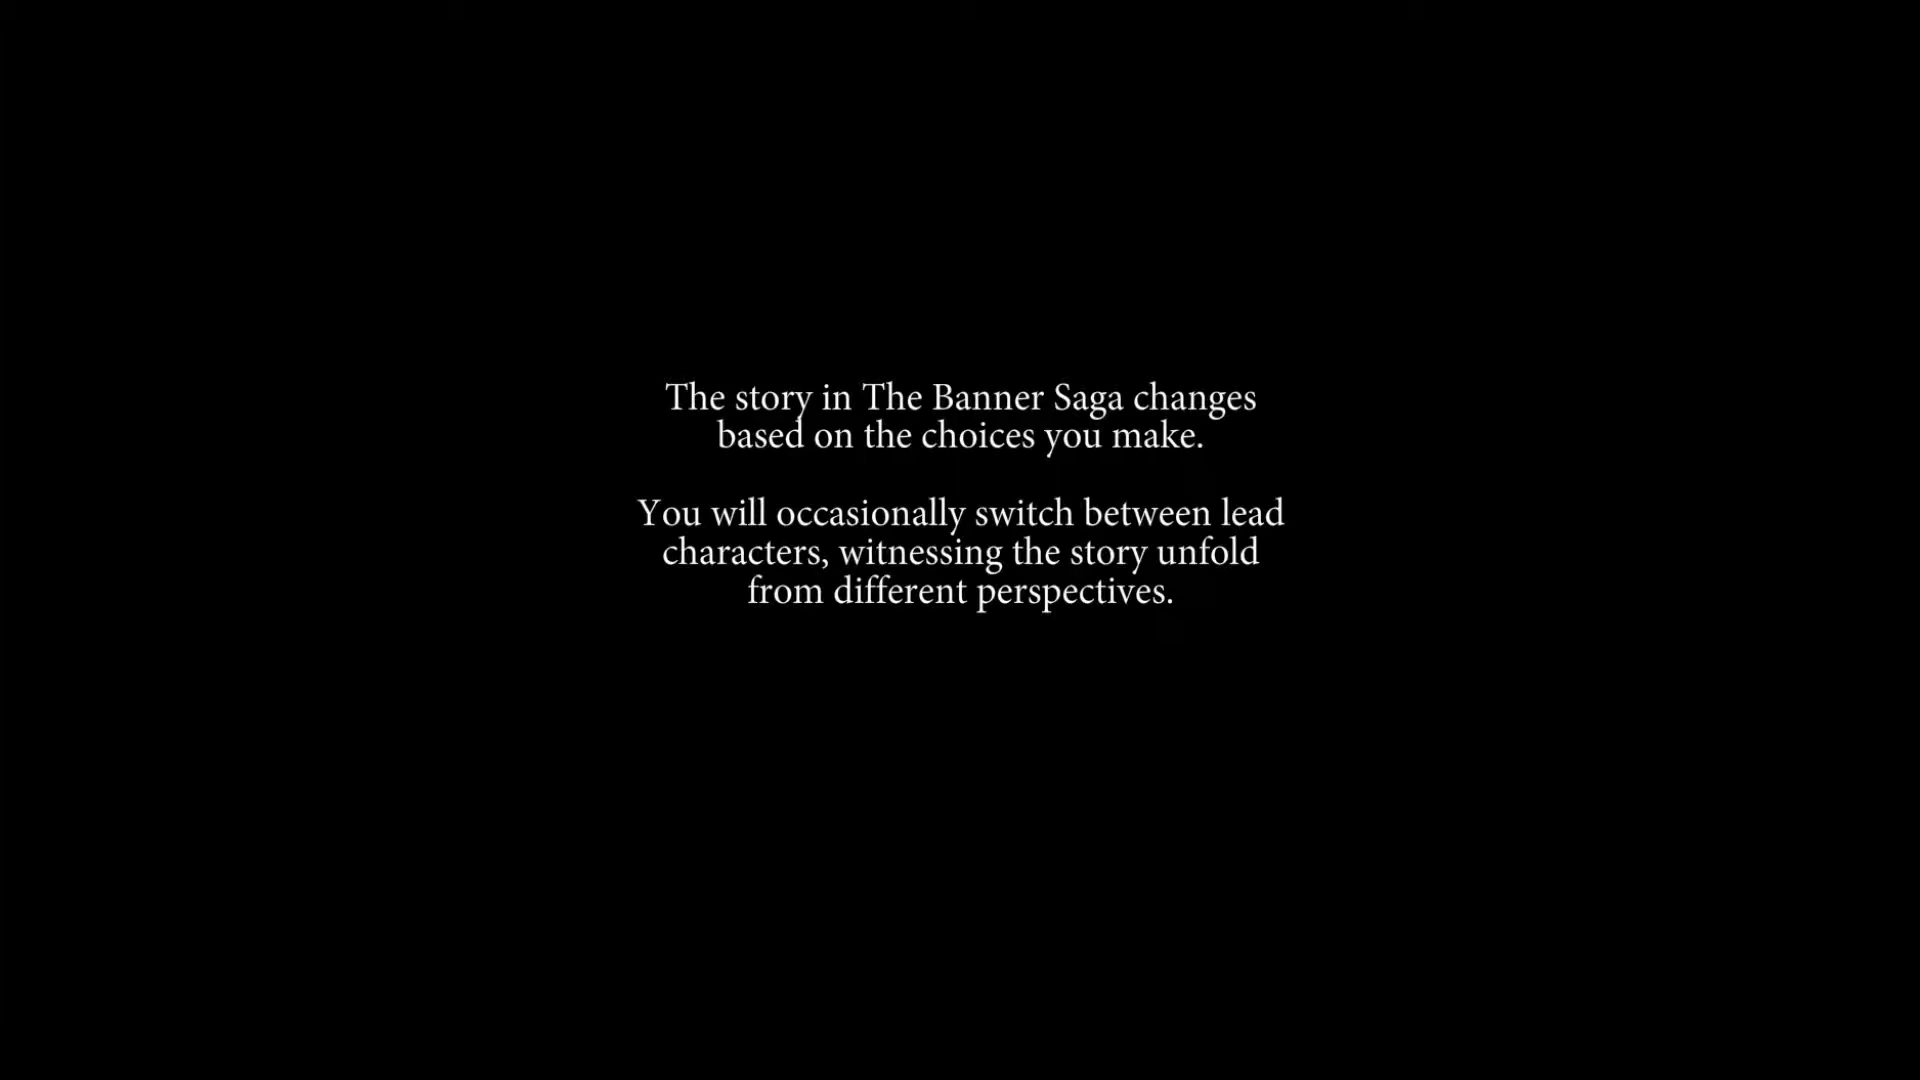 The story in The Banner Saga changes
based on the choices you make.
You will occasionally switch between lead
characters, witnessing the story unfold
from different perspectives.